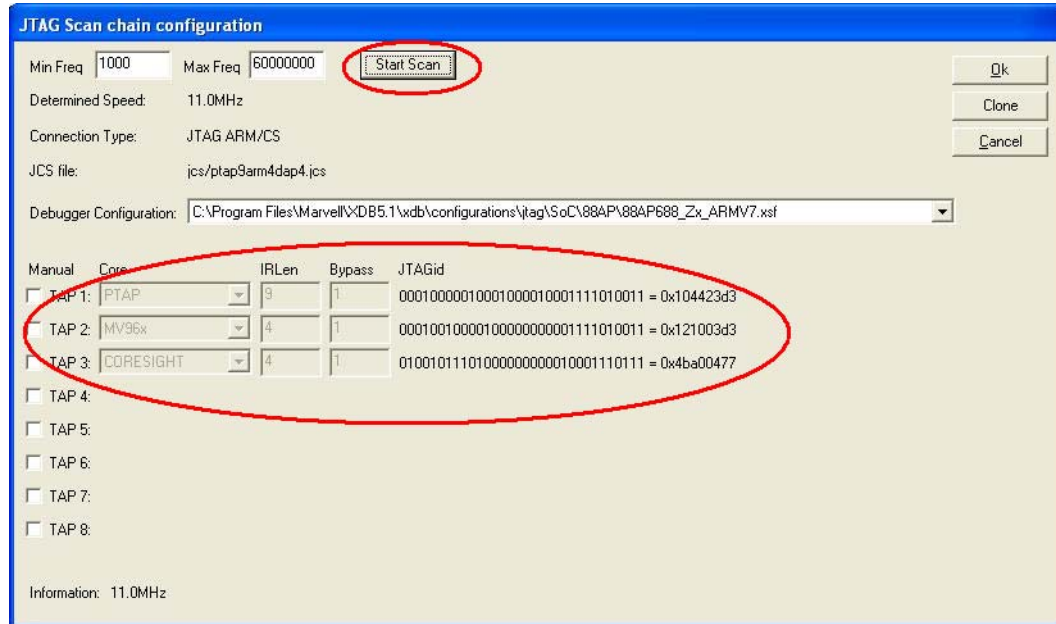 JTAG Scan chain configuration
Min Freq 1000 Max Freq 60000000 Start Scan Ok
Determined Speed: 11.0MHz Clone
Connection Type: JTAG ARM/CS Cancel
JCS file: jcs/ptap9arm4dap4.jcs
Debugger Configuration: C:\Program Files\Marvell\XDB5.1\xdb\configurations\jtag\SoC\88AP\88AP688_Zx_ARMV7.xsf
Manual Core IRLen Bypass JTAGid
TAP 1: PTAP 9 1 00010000010001000010001111010011 = 0x104423d3
TAP 2: MV96x 4 1 00010010000100000000001111010011 = 0x121003d3
TAP 3: CORESIGHT 4 1 01001011101000000000010001110111 = 0x4ba00477
TAP 4:
TAP 5:
TAP 6:
TAP 7:
TAP 8:
Information: 11.0MHz